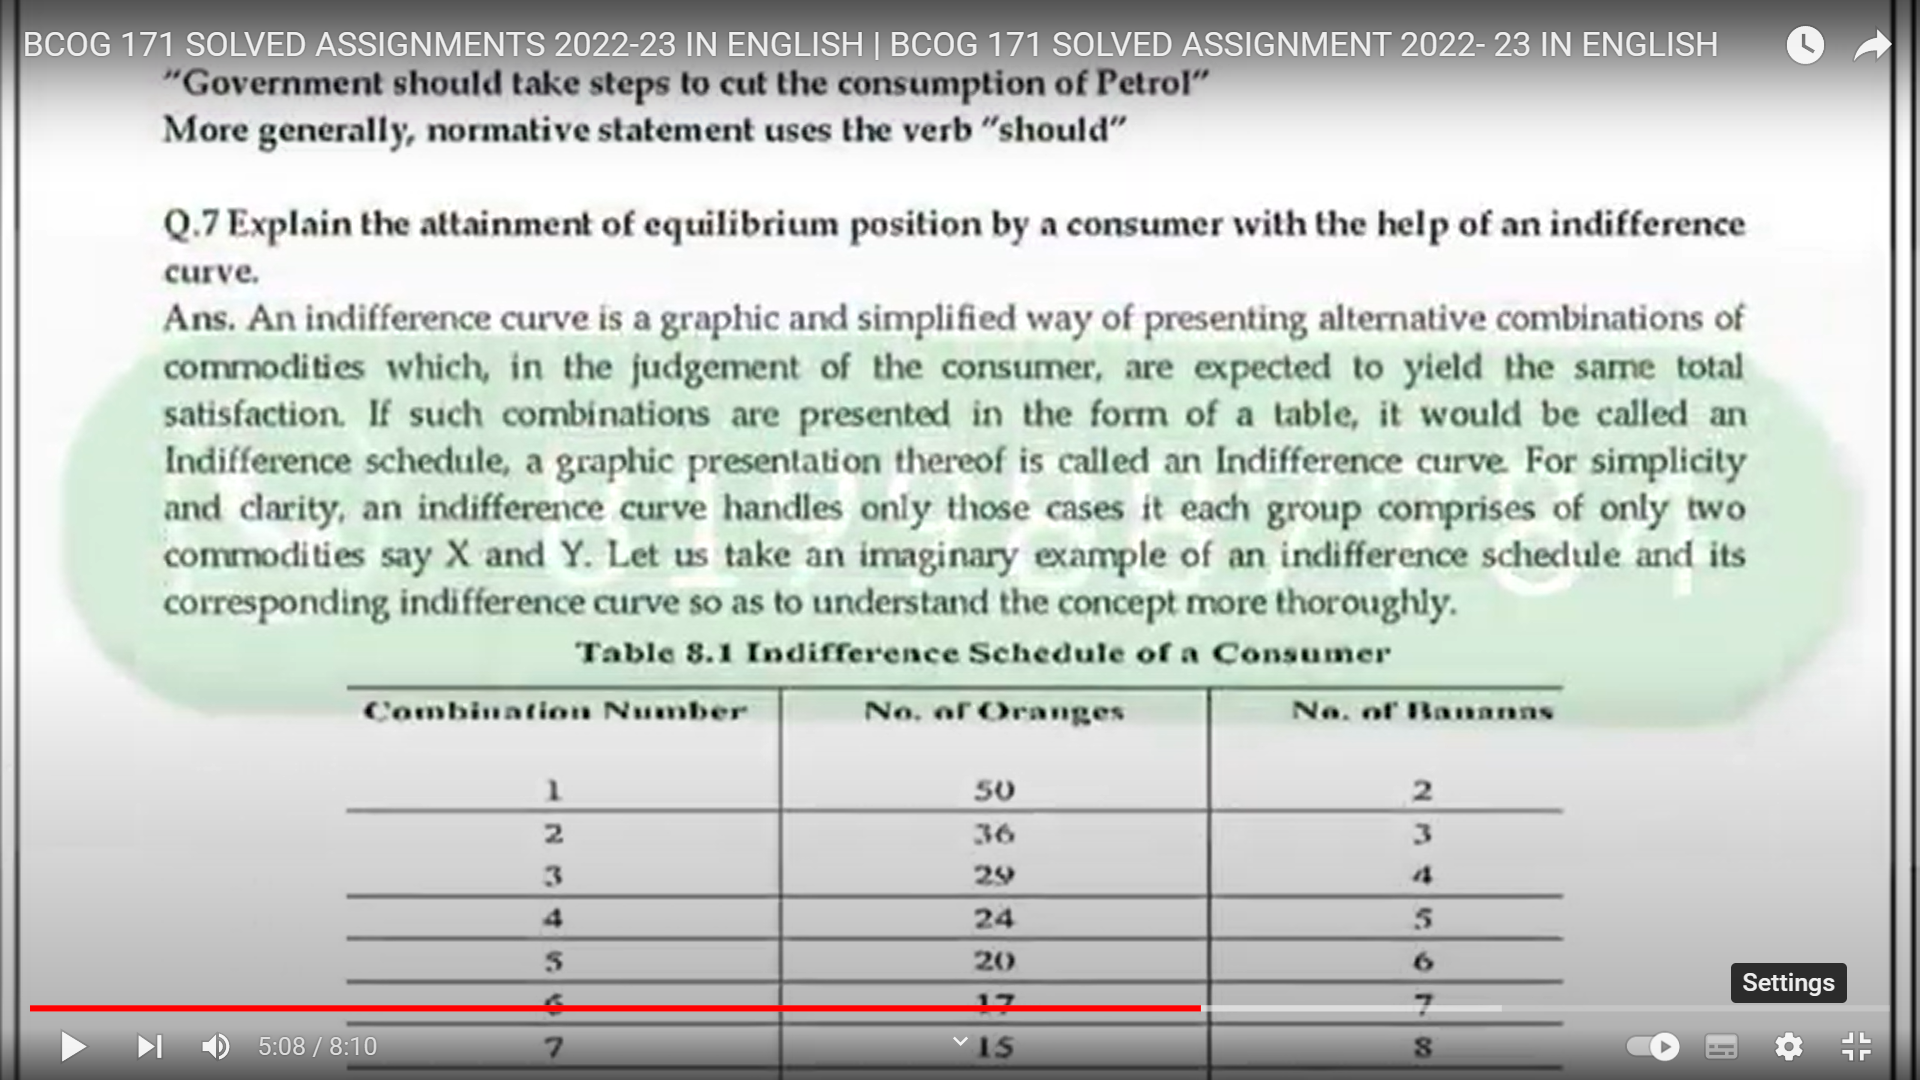 BCOG 171 SOLVED ASSIGNMENTS 2022-23 IN ENGLISH | BCOG 171 SOLVED ASSIGNMENT 2022- 23 IN ENGLISH
"Government should take steps to cut the consumption of Petrol"
More generally, normative statement uses the verb "should"
Q.7 Explain the attainment of equilibrium position by a consumer with the help of an indifference
curve.
Ans. An indifference curve is a graphic and simplified way of presenting alternative combinations of
commodities which, in the judgement of the consumer, are expected to yield the same total
satisfaction. If such combinations are presented in the form of a table, it would be called an
Indifference schedule, a graphic presentation thereof is called an Indifference curve. For simplicity
and clarity, an indifference curve handles only those cases it each group comprises of only two
commodities say X and Y. Let us take an imaginary example of an indifference schedule and its
corresponding indifference curve so as to understand the concept more thoroughly.
Table 8.1 Indifference Schedule of a Consumer
Combination Number No. of Oranges No. of Bananas
1 50 2
2 36 3
3 29 4
4 24 5
5 20 6
Settings
6 17 7
5:08 / 8:10
7 15 8